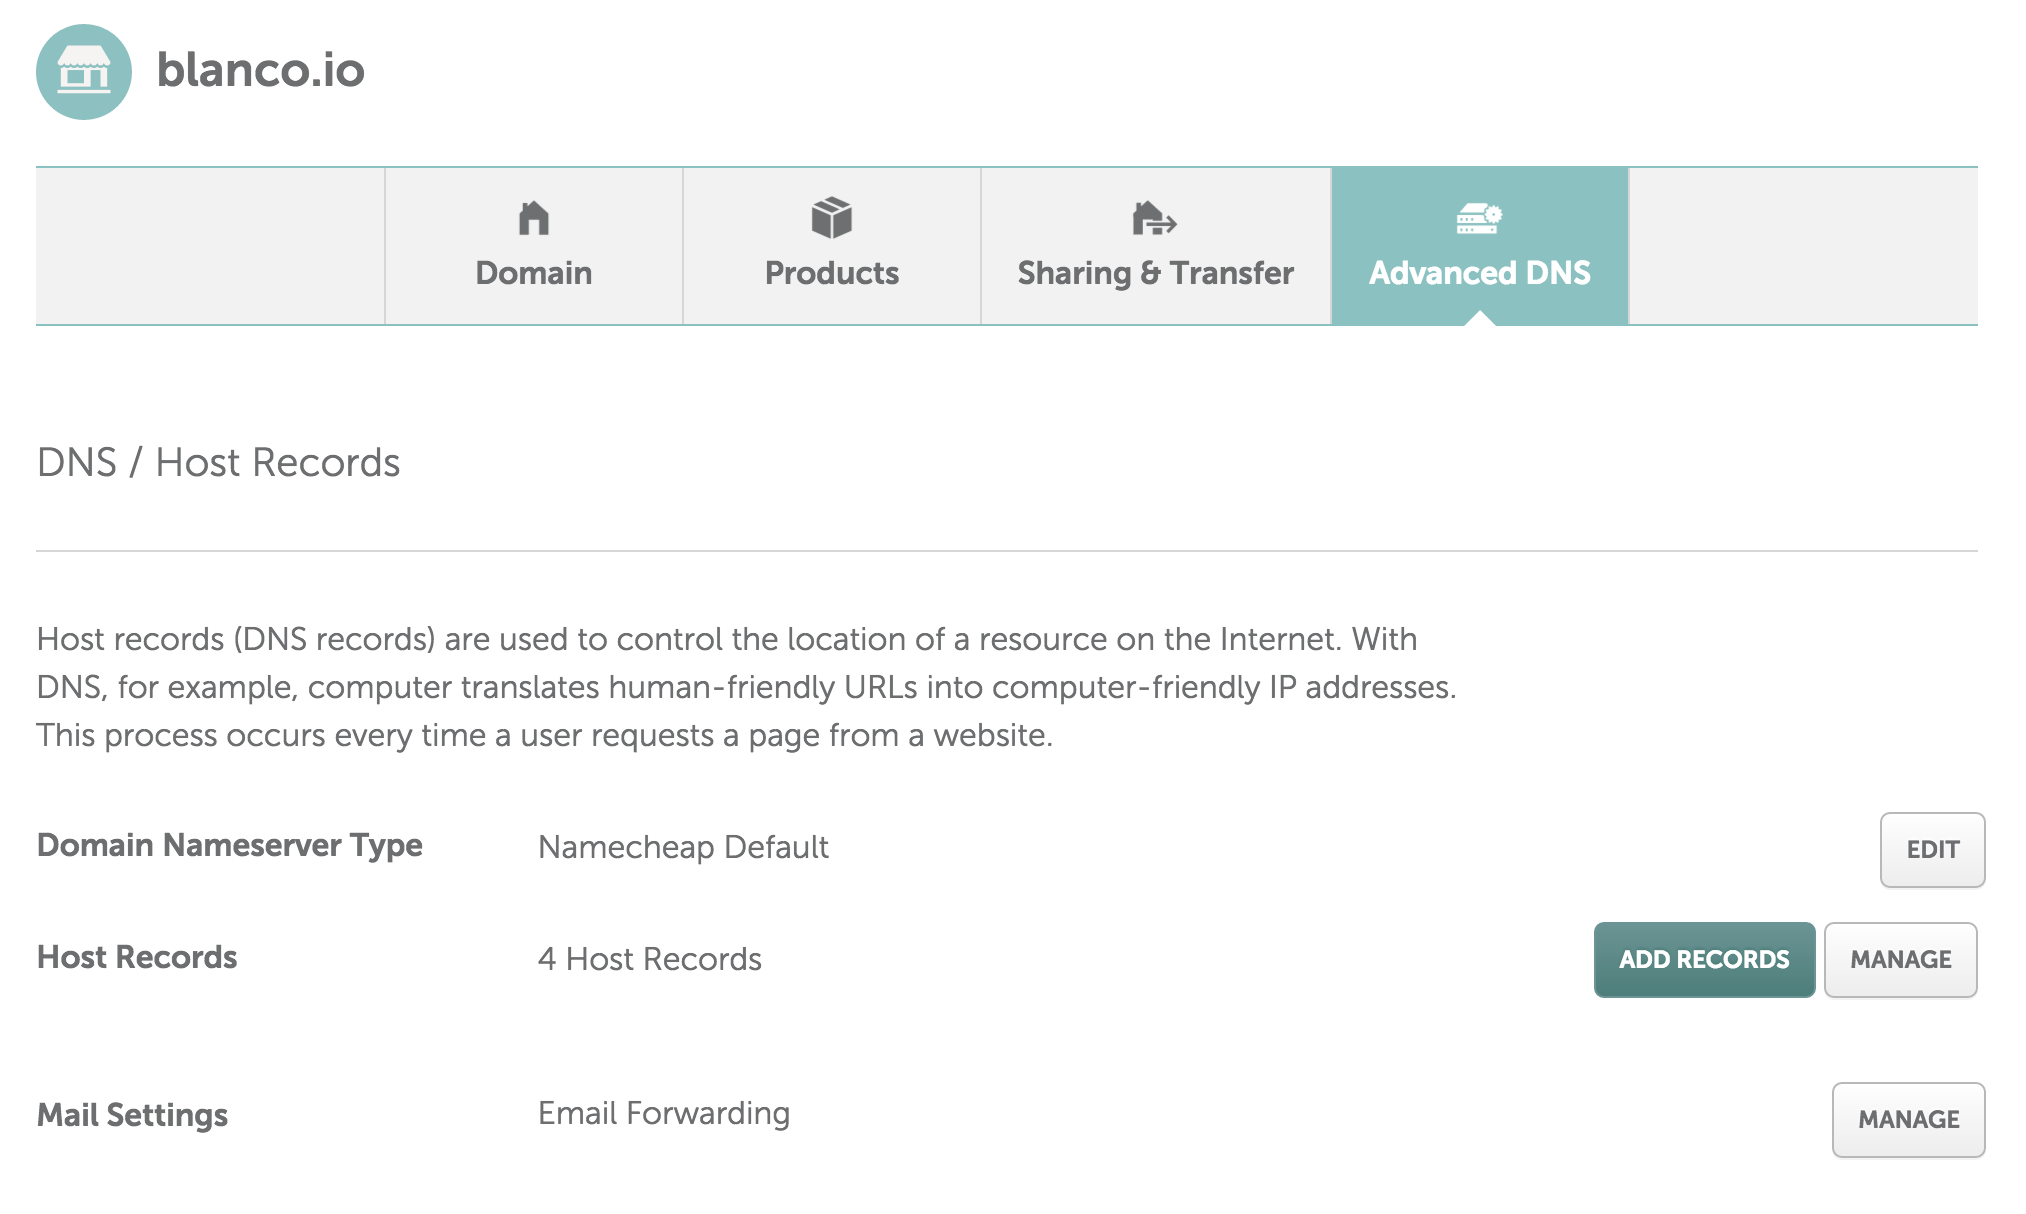 blanco.io
Domain
Products
Sharing & Transfer
Advanced DNS
DNS / Host Records
Host records (DNS records) are used to control the location of a resource on the Internet. With
DNS, for example, computer translates human-friendly URLs into computer-friendly IP addresses.
This process occurs every time a user requests a page from a website.
Domain Nameserver Type
Namecheap Default
EDIT
Host Records
4 Host Records
ADD RECORDS
MANAGE
Mail Settings
Email Forwarding
MANAGE